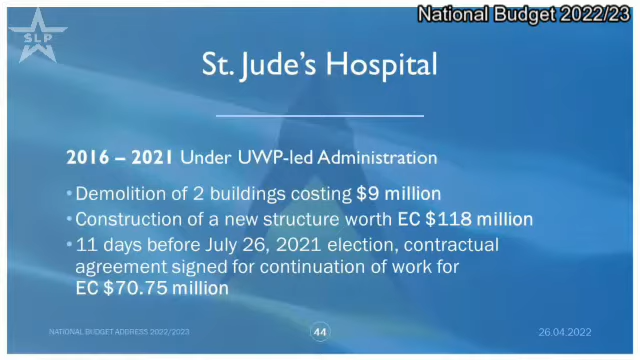 National Budget 2022/23
SLP
St. Jude's Hospital
2016 – 2021 Under UWP-led Administration
•Demolition of 2 buildings costing $9 million
•Construction of a new structure worth EC $118 million
•11 days before July 26, 2021 election, contractual
agreement signed for continuation of work for
EC $70.75 million
NATIONAL BUDGET ADDRESS 2022/2023
44
26.04.2022